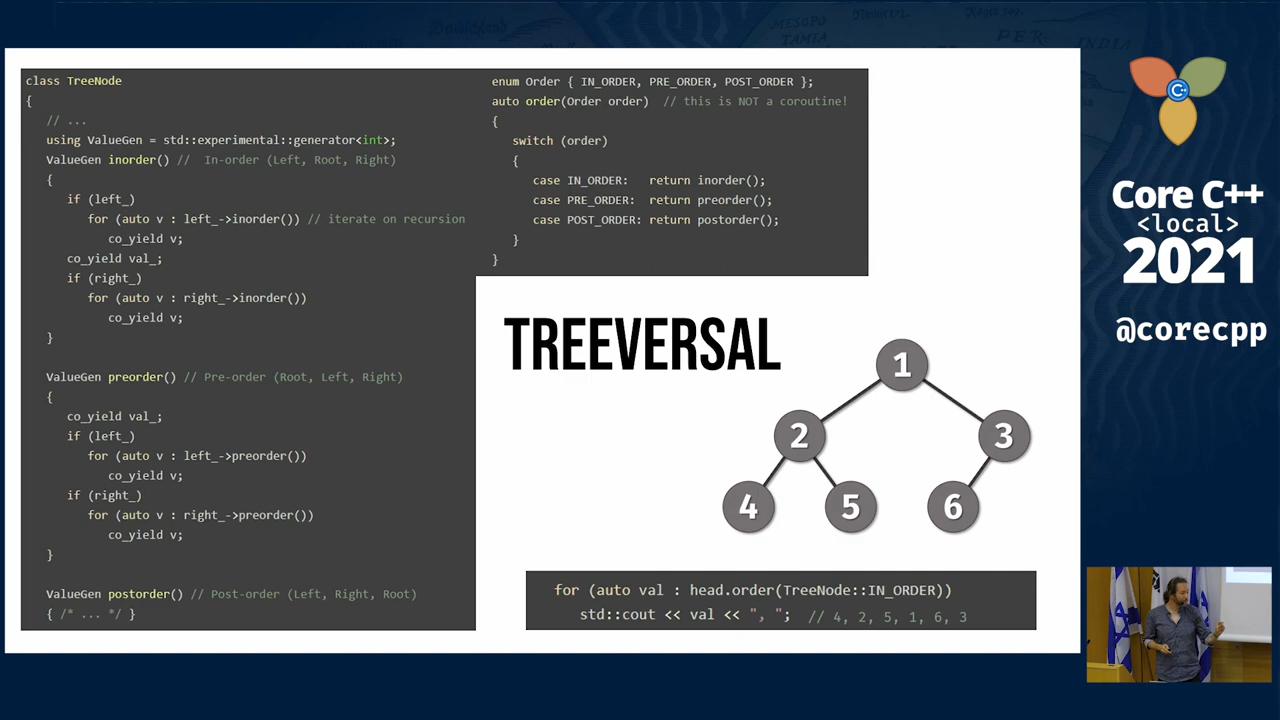 class TreeNode
{
// ...
using ValueGen = std::experimental::generator<int>;
ValueGen inorder() // In-order (Left, Root, Right)
{
if (left_)
for (auto v : left_->inorder()) // iterate on recursion
co_yield v;
co_yield val_;
if (right_)
for (auto v : right_->inorder())
co_yield v;
}
ValueGen preorder() // Pre-order (Root, Left, Right)
{
co_yield val_;
if (left_)
for (auto v : left_->preorder())
co_yield v;
if (right_)
for (auto v : right_->preorder())
co_yield v;
}
ValueGen postorder() // Post-order (Left, Right, Root)
{ /* ... */ }
enum Order { IN_ORDER, PRE_ORDER, POST_ORDER };
auto order(Order order) // this is NOT a coroutine!
{
switch (order)
{
case IN_ORDER: return inorder();
case PRE_ORDER: return preorder();
case POST_ORDER: return postorder();
}
}
TREEVERSAL
1
2 3
4 5 6
for (auto val : head.order(TreeNode::IN_ORDER))
std::cout << val << ", "; // 4, 2, 5, 1, 6, 3
C++
Core C++
<local>
2021
@corecpp
MESOPO
TAMIA
PER
INDIA